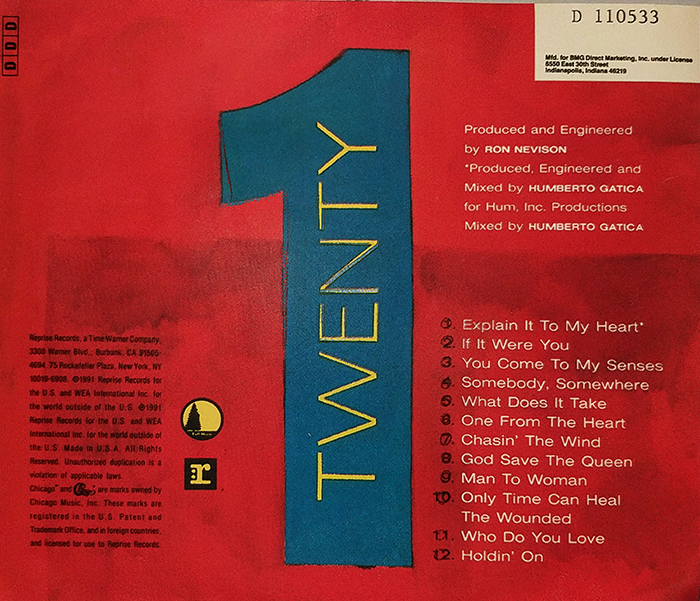 DDD
D 110533
Mfd. for BMG Direct Marketing, Inc. under License
6550 East 30th Street
Indianapolis, Indiana 46219
1
TWENTY
Produced and Engineered
by RON NEVISON
*Produced, Engineered and
Mixed by HUMBERTO GATICA
for Hum, Inc. Productions
Mixed by HUMBERTO GATICA
1. Explain It To My Heart*
2. If It Were You
3. You Come To My Senses
4. Somebody, Somewhere
5. What Does It Take
6. One From The Heart
7. Chasin' The Wind
8. God Save The Queen
9. Man To Woman
10. Only Time Can Heal
The Wounded
11. Who Do You Love
12. Holdin' On
Reprise Records, a Time Warner Company,
3300 Warner Blvd., Burbank, CA 91505-
4694, 75 Rockefeller Plaza, New York, NY
10019-6908. ©1991 Reprise Records for
the U.S. and WEA International Inc. for
the world outside of the U.S. ℗1991
Reprise Records for the U.S. and WEA
International Inc. for the world outside of
the U.S. Made in U.S.A. All Rights
Reserved. Unauthorized duplication is a
violation of applicable laws.
Chicago™ and Chicago® are marks owned by
Chicago Music, Inc. These marks are
registered in the U.S. Patent and
Trademark Office, and in foreign countries,
and licensed for use to Reprise Records.
r